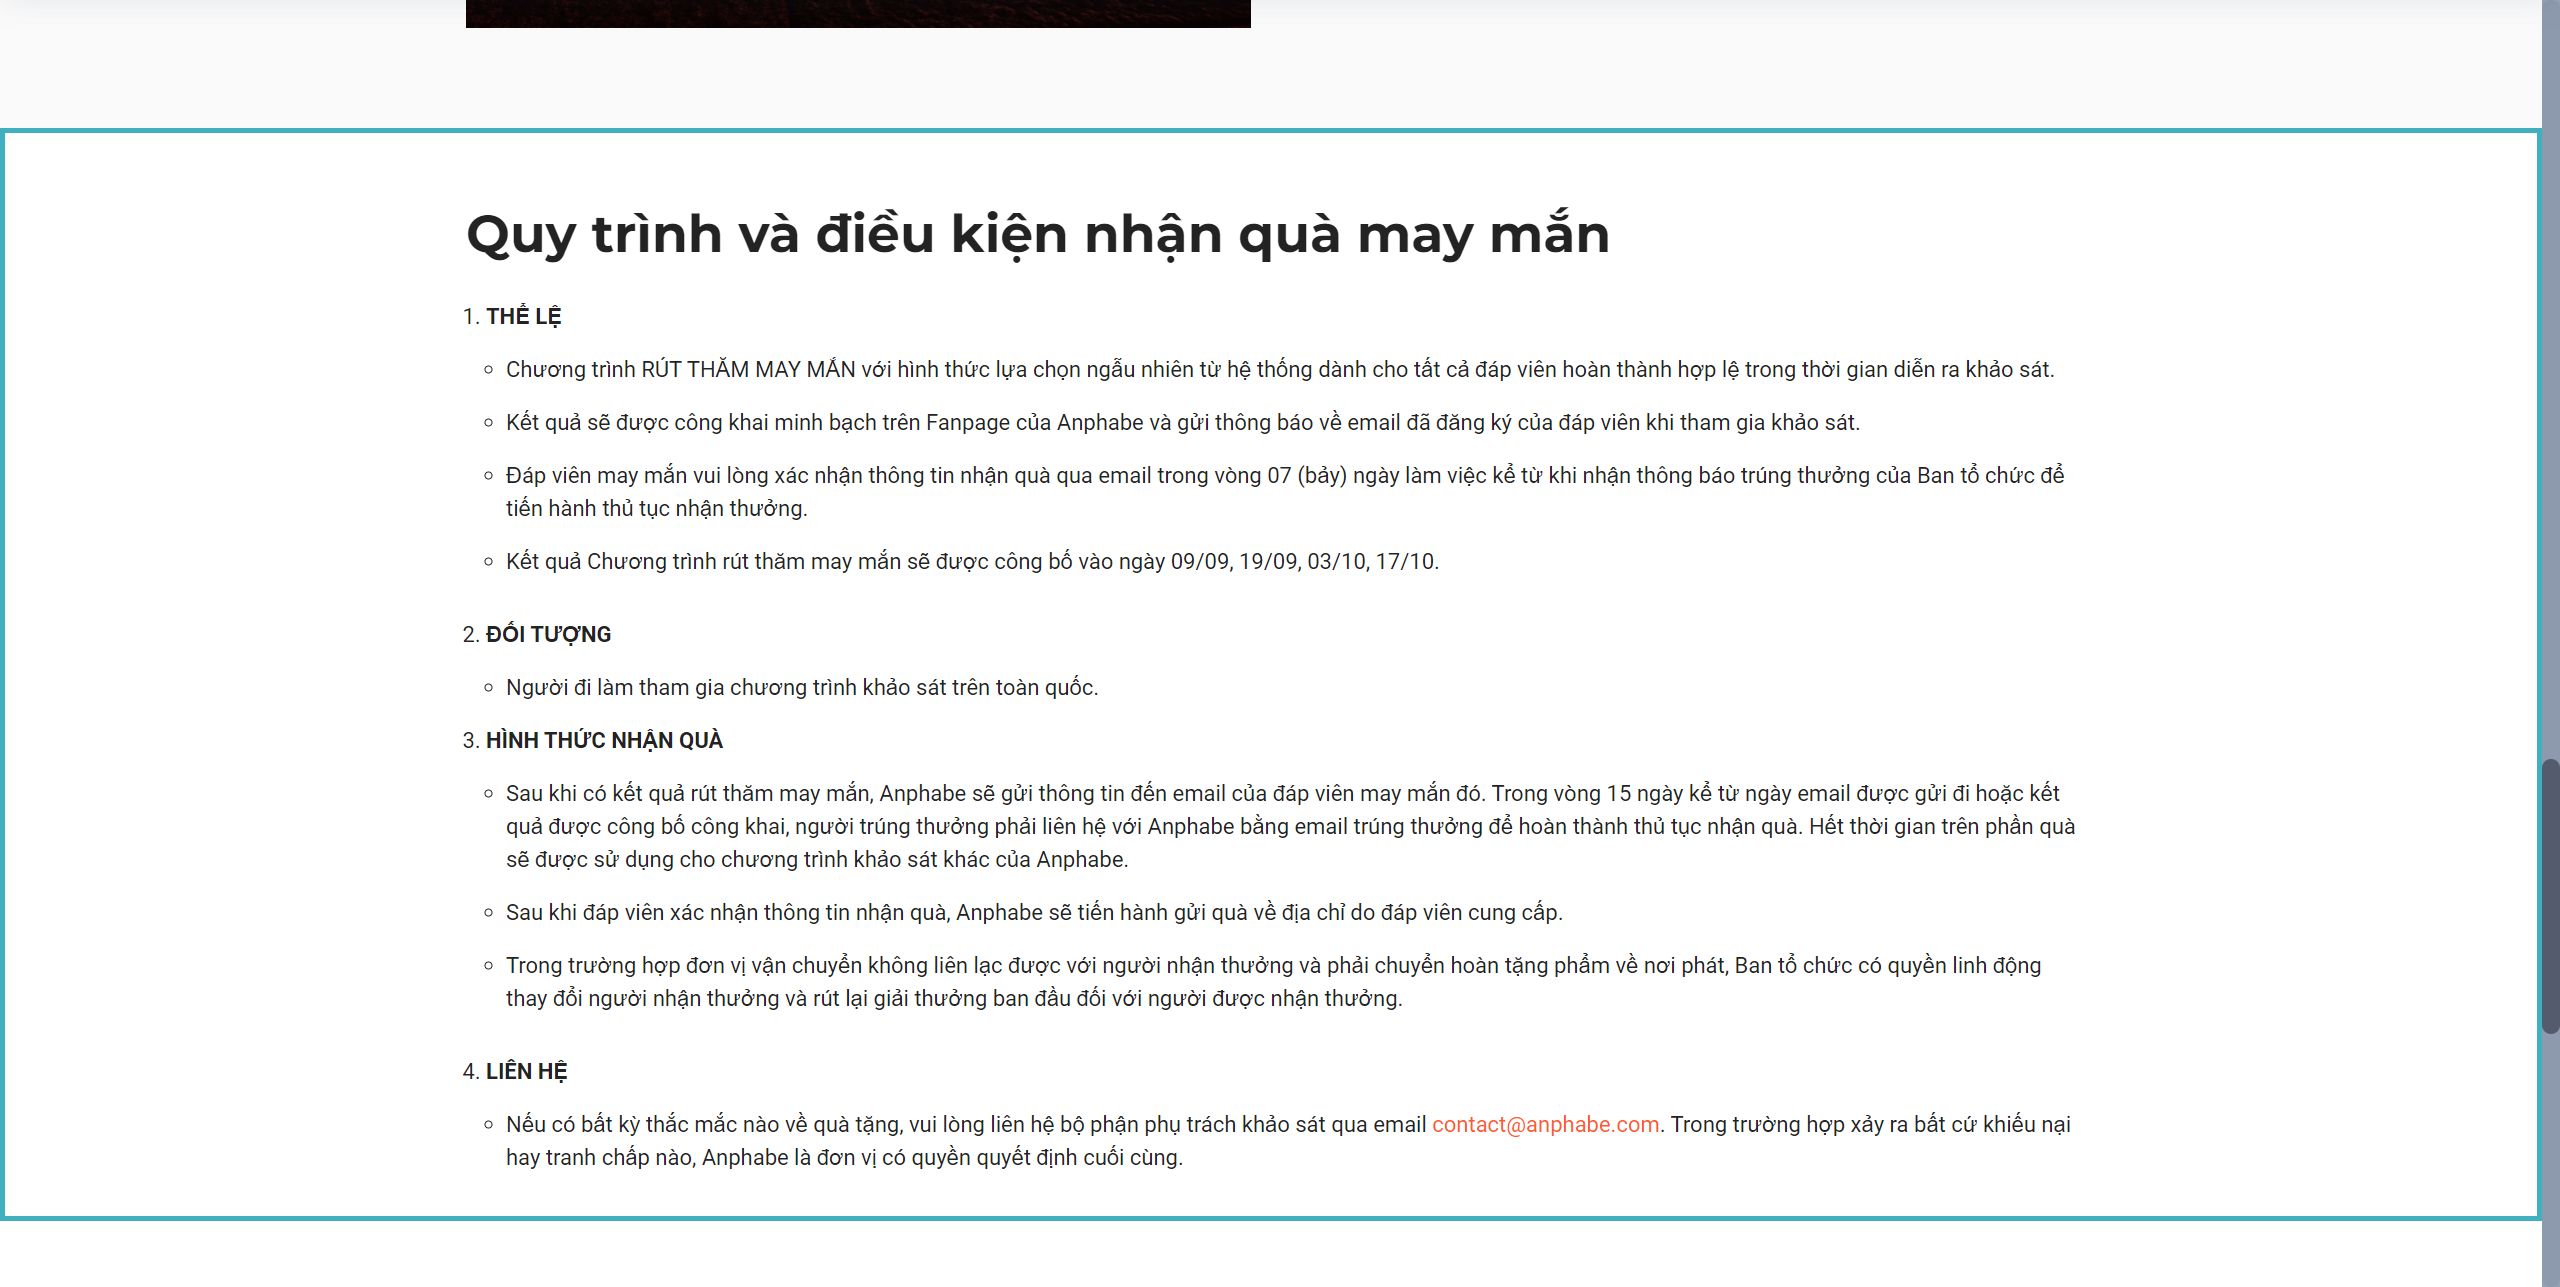 Quy trình và điều kiện nhận quà may mắn
1. THỂ LỆ
Chương trình RÚT THĂM MAY MẮN với hình thức lựa chọn ngẫu nhiên từ hệ thống dành cho tất cả đáp viên hoàn thành hợp lệ trong thời gian diễn ra khảo sát.
Kết quả sẽ được công khai minh bạch trên Fanpage của Anphabe và gửi thông báo về email đã đăng ký của đáp viên khi tham gia khảo sát.
Đáp viên may mắn vui lòng xác nhận thông tin nhận quà qua email trong vòng 07 (bảy) ngày làm việc kể từ khi nhận thông báo trúng thưởng của Ban tổ chức để
tiến hành thủ tục nhận thưởng.
Kết quả Chương trình rút thăm may mắn sẽ được công bố vào ngày 09/09, 19/09, 03/10, 17/10.
2. ĐỐI TƯỢNG
Người đi làm tham gia chương trình khảo sát trên toàn quốc.
3. HÌNH THỨC NHẬN QUÀ
Sau khi có kết quả rút thăm may mắn, Anphabe sẽ gửi thông tin đến email của đáp viên may mắn đó. Trong vòng 15 ngày kể từ ngày email được gửi đi hoặc kết
quả được công bố công khai, người trúng thưởng phải liên hệ với Anphabe bằng email trúng thưởng để hoàn thành thủ tục nhận quà. Hết thời gian trên phần quà
sẽ được sử dụng cho chương trình khảo sát khác của Anphabe.
Sau khi đáp viên xác nhận thông tin nhận quà, Anphabe sẽ tiến hành gửi quà về địa chỉ do đáp viên cung cấp.
Trong trường hợp đơn vị vận chuyển không liên lạc được với người nhận thưởng và phải chuyển hoàn tặng phẩm về nơi phát, Ban tổ chức có quyền linh động
thay đổi người nhận thưởng và rút lại giải thưởng ban đầu đối với người được nhận thưởng.
4. LIÊN HỆ
Nếu có bất kỳ thắc mắc nào về quà tặng, vui lòng liên hệ bộ phận phụ trách khảo sát qua email contact@anphabe.com. Trong trường hợp xảy ra bất cứ khiếu nại
hay tranh chấp nào, Anphabe là đơn vị có quyền quyết định cuối cùng.